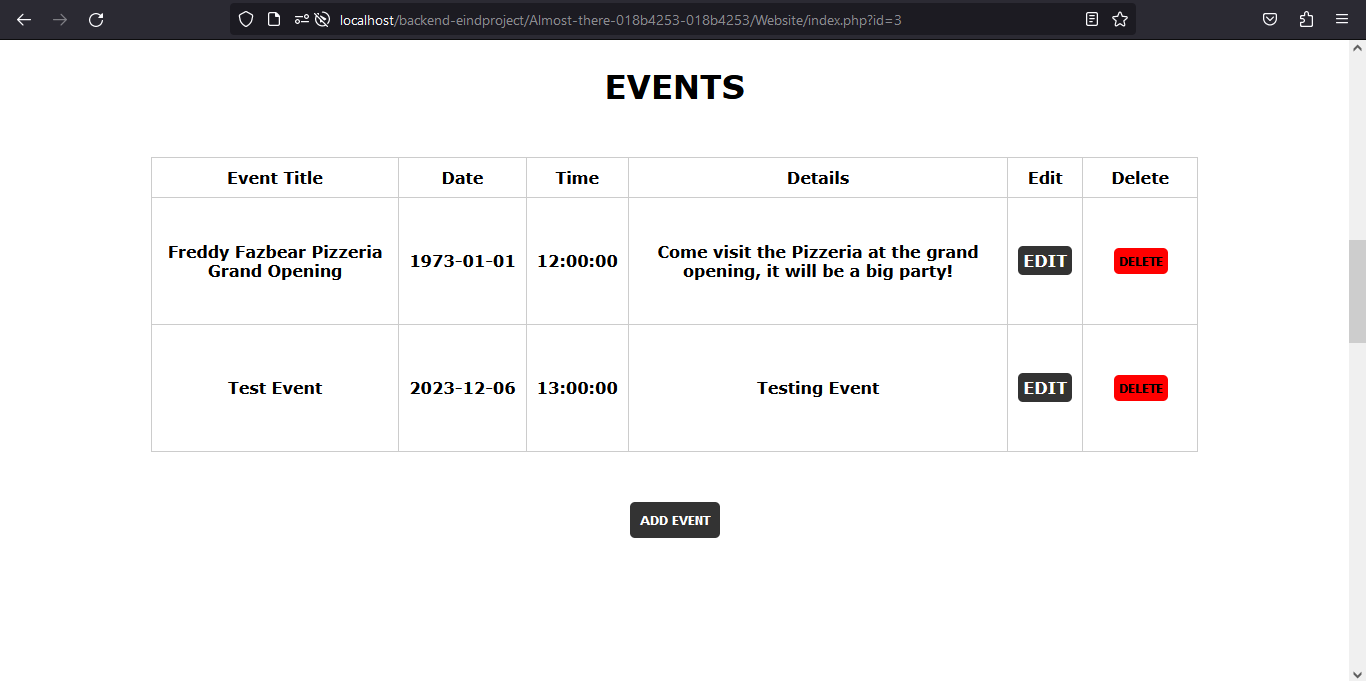 localhost/backend-eindproject/Almost-there-018b4253-018b4253/Website/index.php?id=3
EVENTS
Event Title Date Time Details Edit Delete
Freddy Fazbear Pizzeria
Grand Opening
1973-01-01 12:00:00
Come visit the Pizzeria at the grand
opening, it will be a big party!
EDIT DELETE
Test Event 2023-12-06 13:00:00 Testing Event EDIT DELETE
ADD EVENT